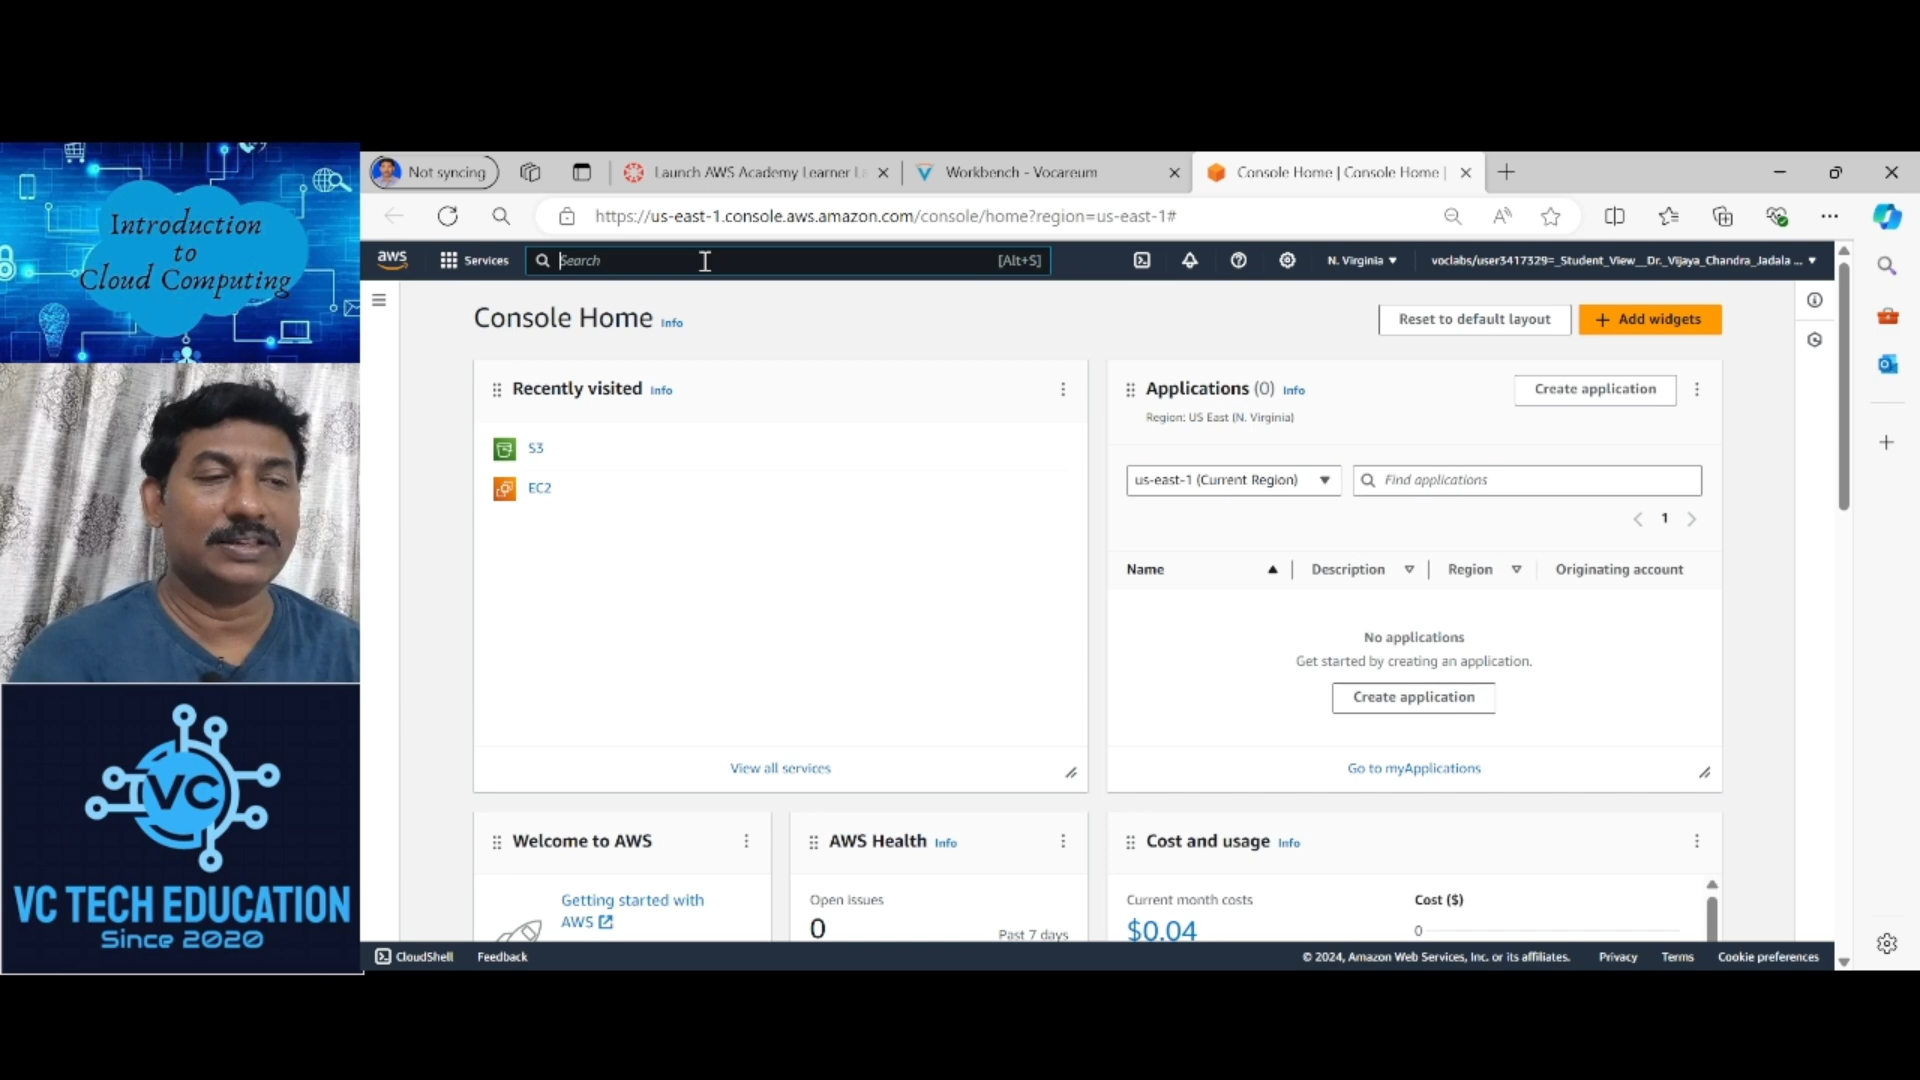 Introduction
to
Cloud Computing
VC
VC TECH EDUCATION
Since 2020
Not syncing
Launch AWS Academy Learner La
Workbench - Vocareum
Console Home | Console Home |
https://us-east-1.console.aws.amazon.com/console/home?region=us-east-1#
aws
Services
Search
[Alt+S]
N. Virginia
voclabs/user3417329=_Student_View__Dr._Vijaya_Chandra_Jadala ...
Console Home Info
Reset to default layout
Add widgets
Recently visited Info
S3
EC2
View all services
Applications (0) Info
Region: US East (N. Virginia)
Create application
us-east-1 (Current Region)
Find applications
1
Name
Description
Region
Originating account
No applications
Get started by creating an application.
Create application
Go to myApplications
Welcome to AWS
Getting started with
AWS
AWS Health Info
Open issues
0
Past 7 days
Cost and usage Info
Current month costs
$0.04
Cost ($)
0
CloudShell
Feedback
© 2024, Amazon Web Services, Inc. or its affiliates.
Privacy
Terms
Cookie preferences